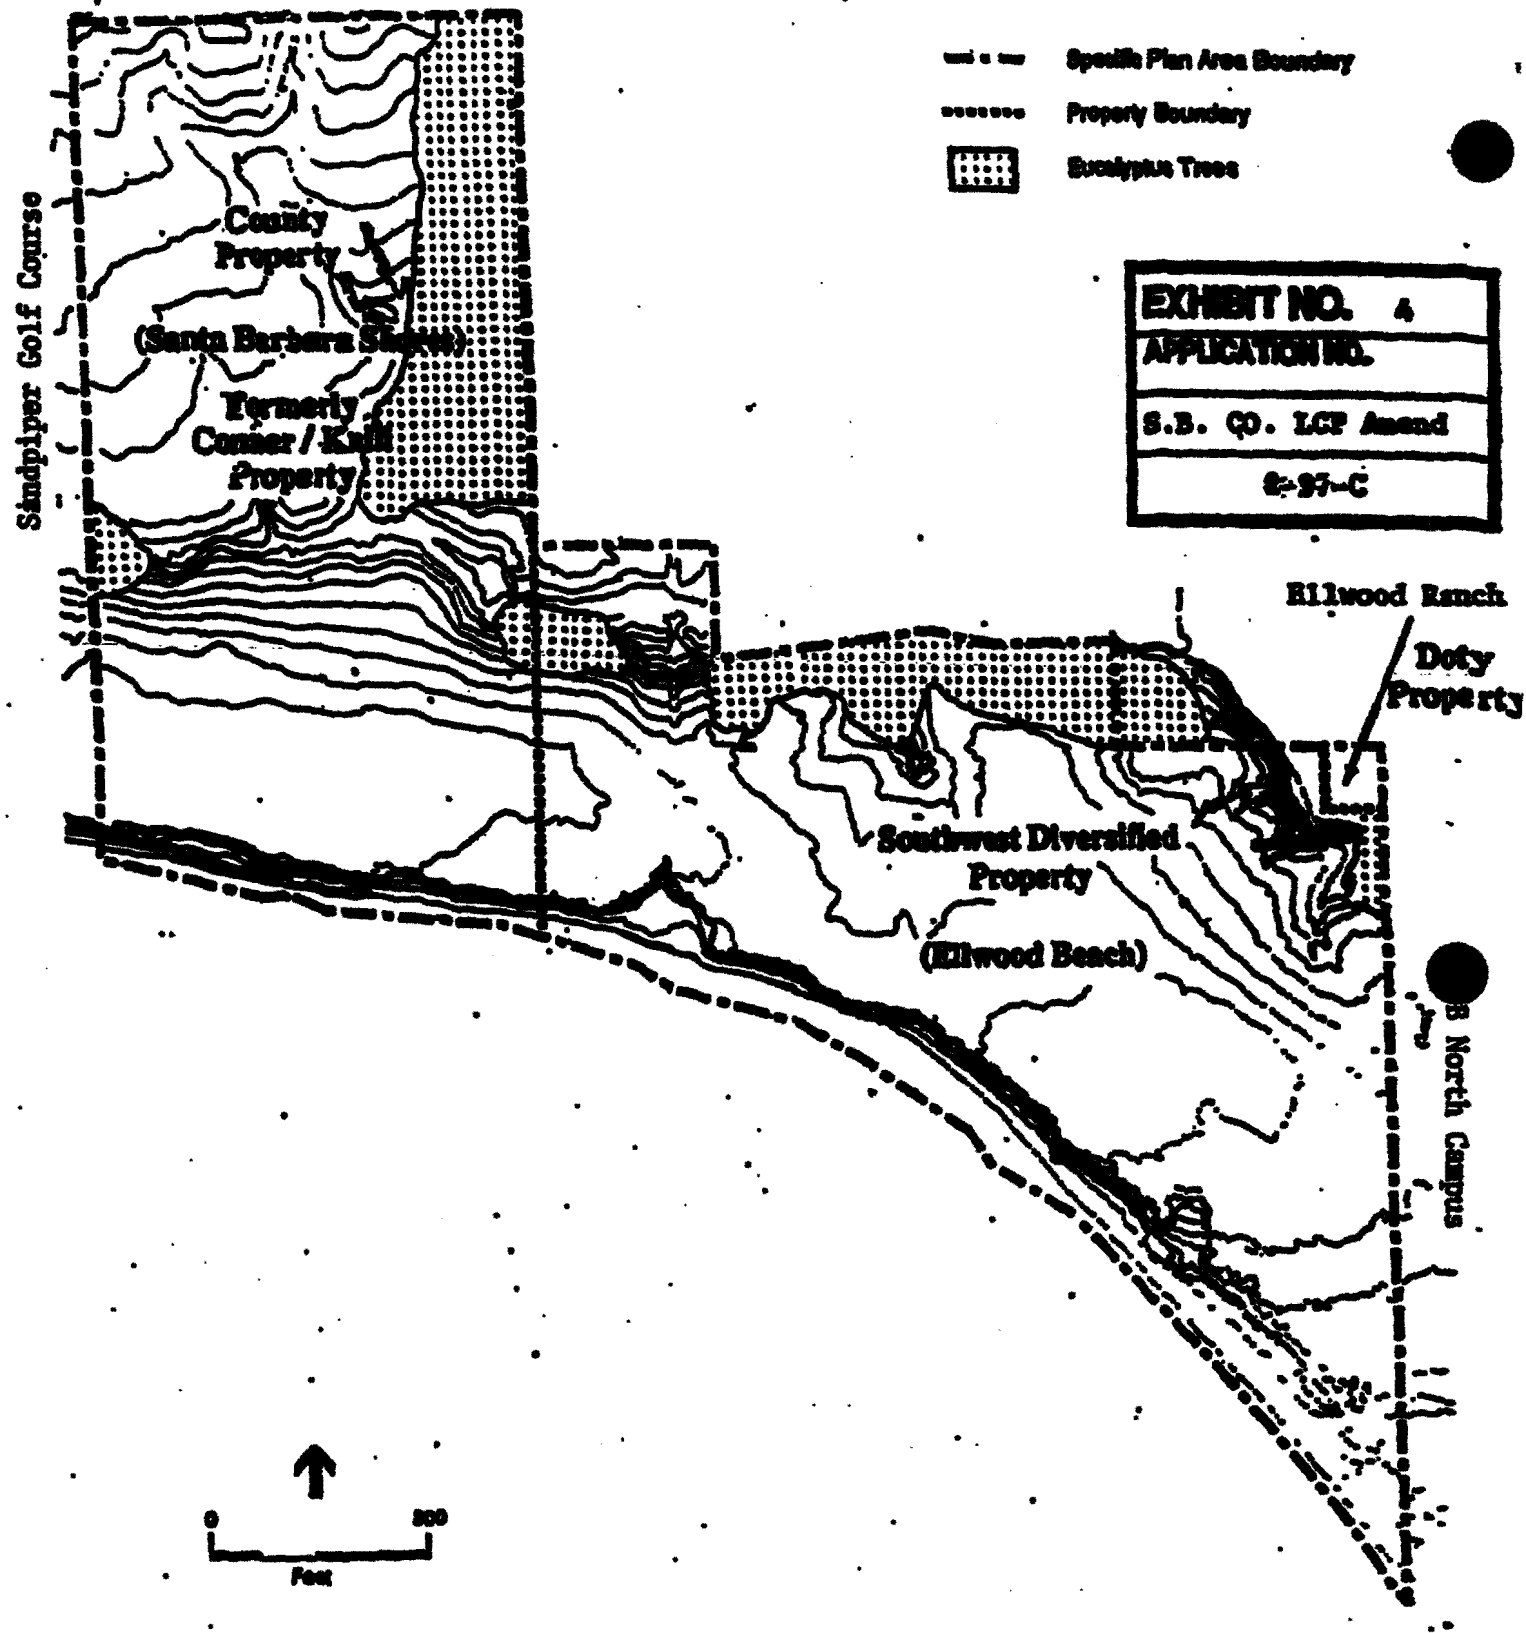 Specific Plan Area Boundary
Property Boundary
Eucalyptus Trees
Sandpiper Golf Course
County
Property
(Santa Barbara Shores)
Formerly
Property
EXHIBIT NO. 4
APPLICATION NO.
S.B. CO. LCP Amend
2-97-C
Ellwood Ranch
Doty
Property
Southwest Diversified
Property
(Ellwood Beach)
B North Campus
0
Feet